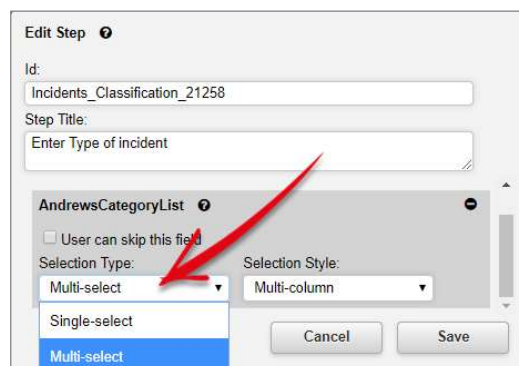 Edit Step
Id:
Incidents_Classification_21258
Step Title:
Enter Type of incident
AndrewsCategoryList
User can skip this field
Selection Type: Selection Style:
Multi-select Multi-column
Single-select
Multi-select
Cancel Save